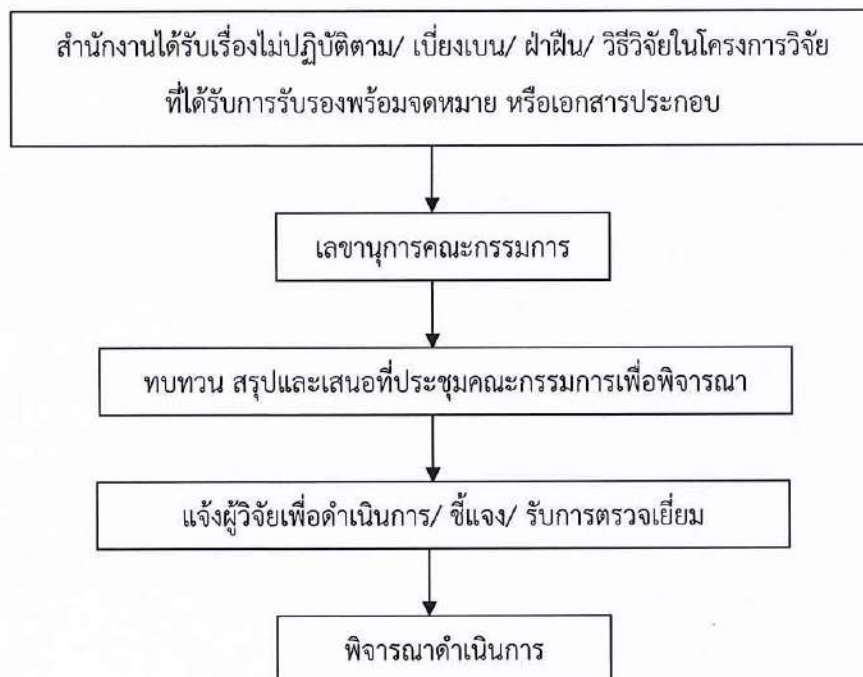 สำนักงานได้รับเรื่องไม่ปฏิบัติตาม/ เบี่ยงเบน/ ฝ่าฝืน/ วิธีวิจัยในโครงการวิจัย
ที่ได้รับการรับรองพร้อมจดหมาย หรือเอกสารประกอบ
เลขานุการคณะกรรมการ
ทบทวน สรุปและเสนอที่ประชุมคณะกรรมการเพื่อพิจารณา
แจ้งผู้วิจัยเพื่อดำเนินการ/ ชี้แจง/ รับการตรวจเยี่ยม
พิจารณาดำเนินการ